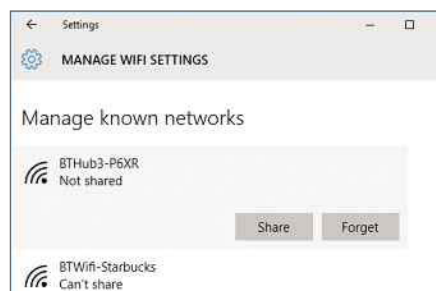 Settings
MANAGE WIFI SETTINGS
Manage known networks
BTHub3-P6XR
Not shared
Share Forget
BTWifi-Starbucks
Can't share